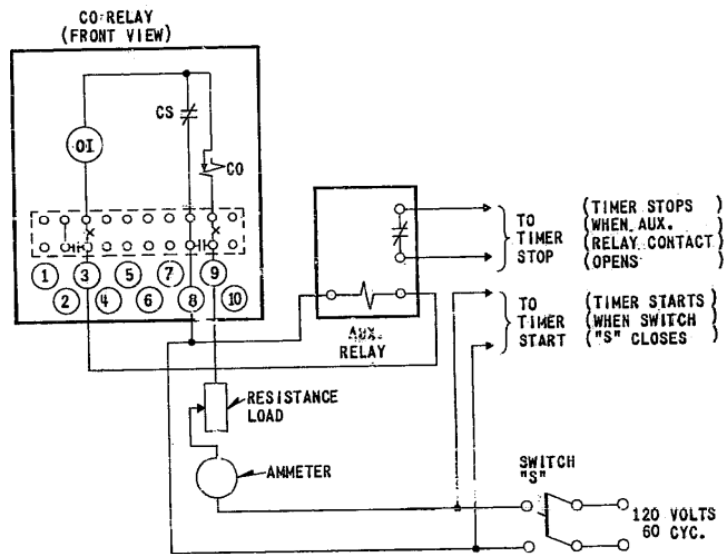 CO RELAY
(FRONT VIEW)
CS
OI
CO
1
3
5
7
9
2
4
6
8
10
AUX.
RELAY
TO
TIMER
STOP
(TIMER STOPS)
(WHEN AUX.
(RELAY CONTACT)
(OPENS )
TO
TIMER
START
(TIMER STARTS)
(WHEN SWITCH )
("S" CLOSES )
RESISTANCE
LOAD
AMMETER
SWITCH
"S"
120 VOLTS
60 CYC.